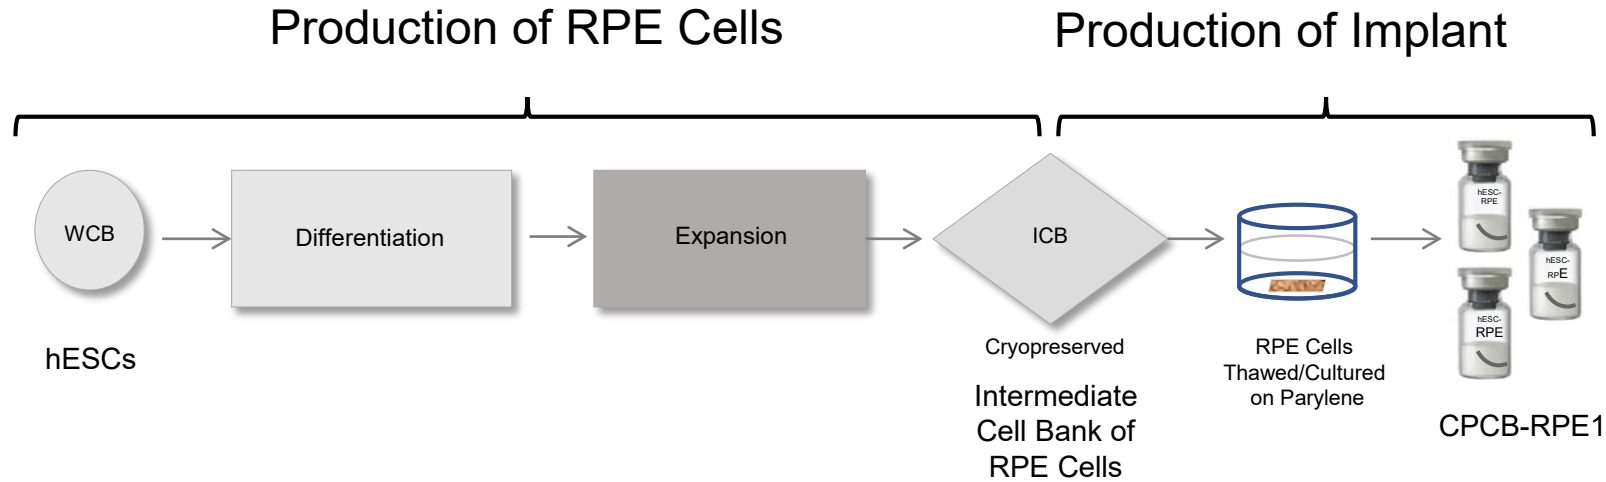 Production of RPE Cells
Production of Implant
WCB
Differentiation
Expansion
ICB
hESC-
RPE
hESC-
RPE
hESC-
RPE
hESCs
Cryopreserved
Intermediate
Cell Bank of
RPE Cells
RPE Cells
Thawed/Cultured
on Parylene
CPCB-RPE1